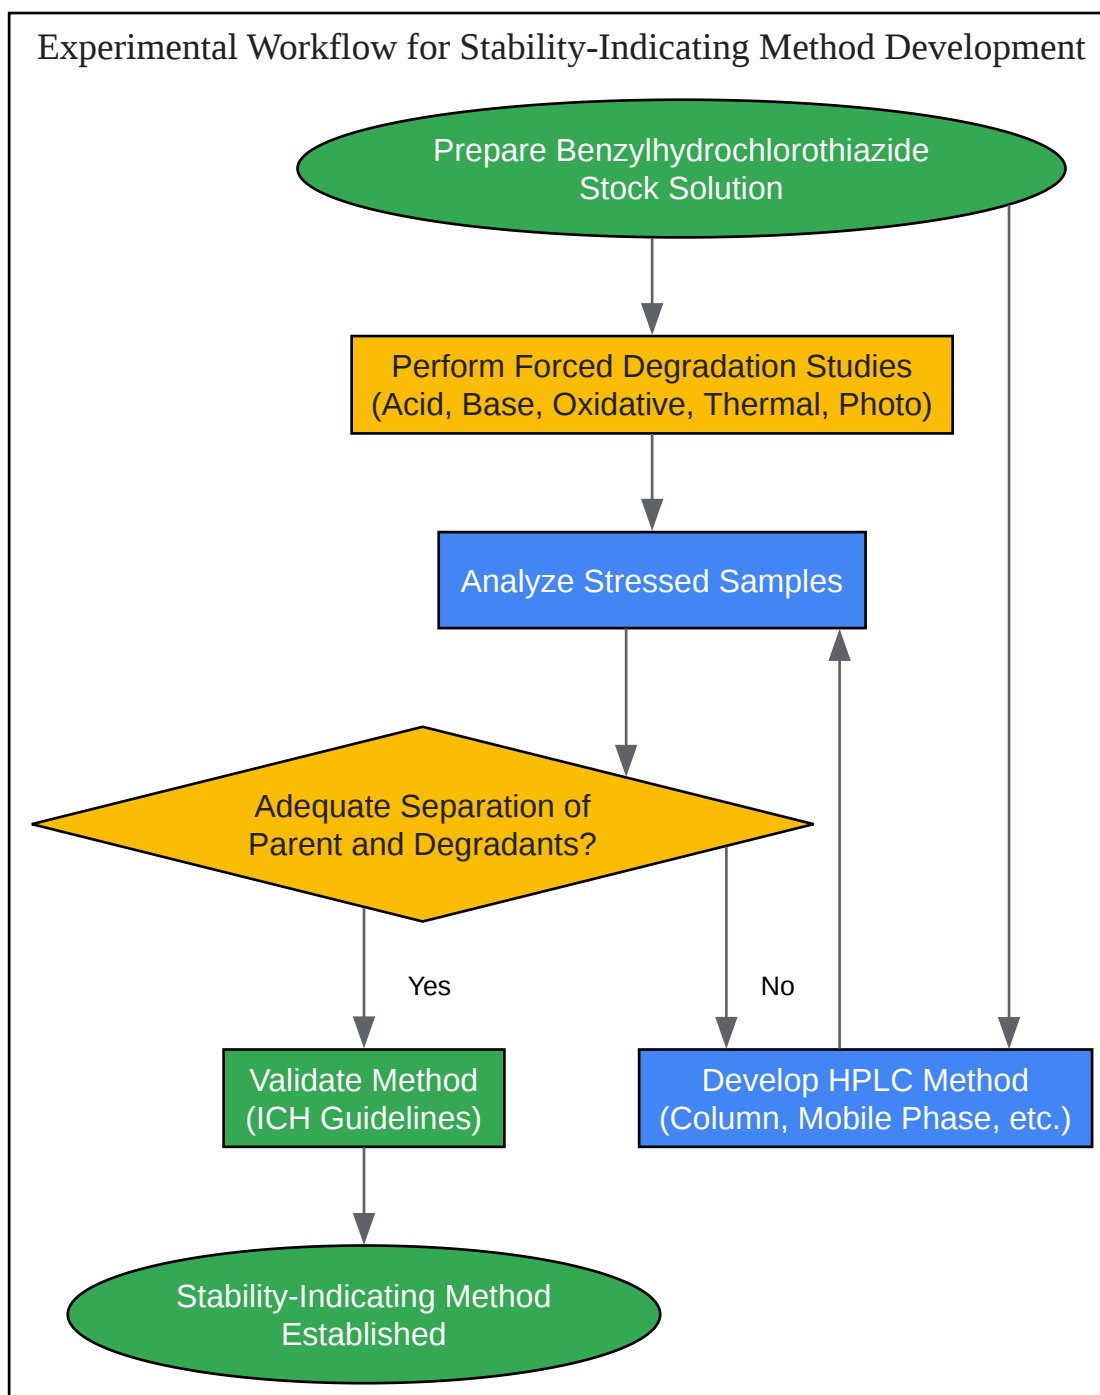 Experimental Workflow for Stability-Indicating Method Development
Prepare Benzylhydrochlorothiazide
Stock Solution
Perform Forced Degradation Studies
(Acid, Base, Oxidative, Thermal, Photo)
Analyze Stressed Samples
Adequate Separation of
Parent and Degradants?
Yes
No
Validate Method
(ICH Guidelines)
Develop HPLC Method
(Column, Mobile Phase, etc.)
Stability-Indicating Method
Established